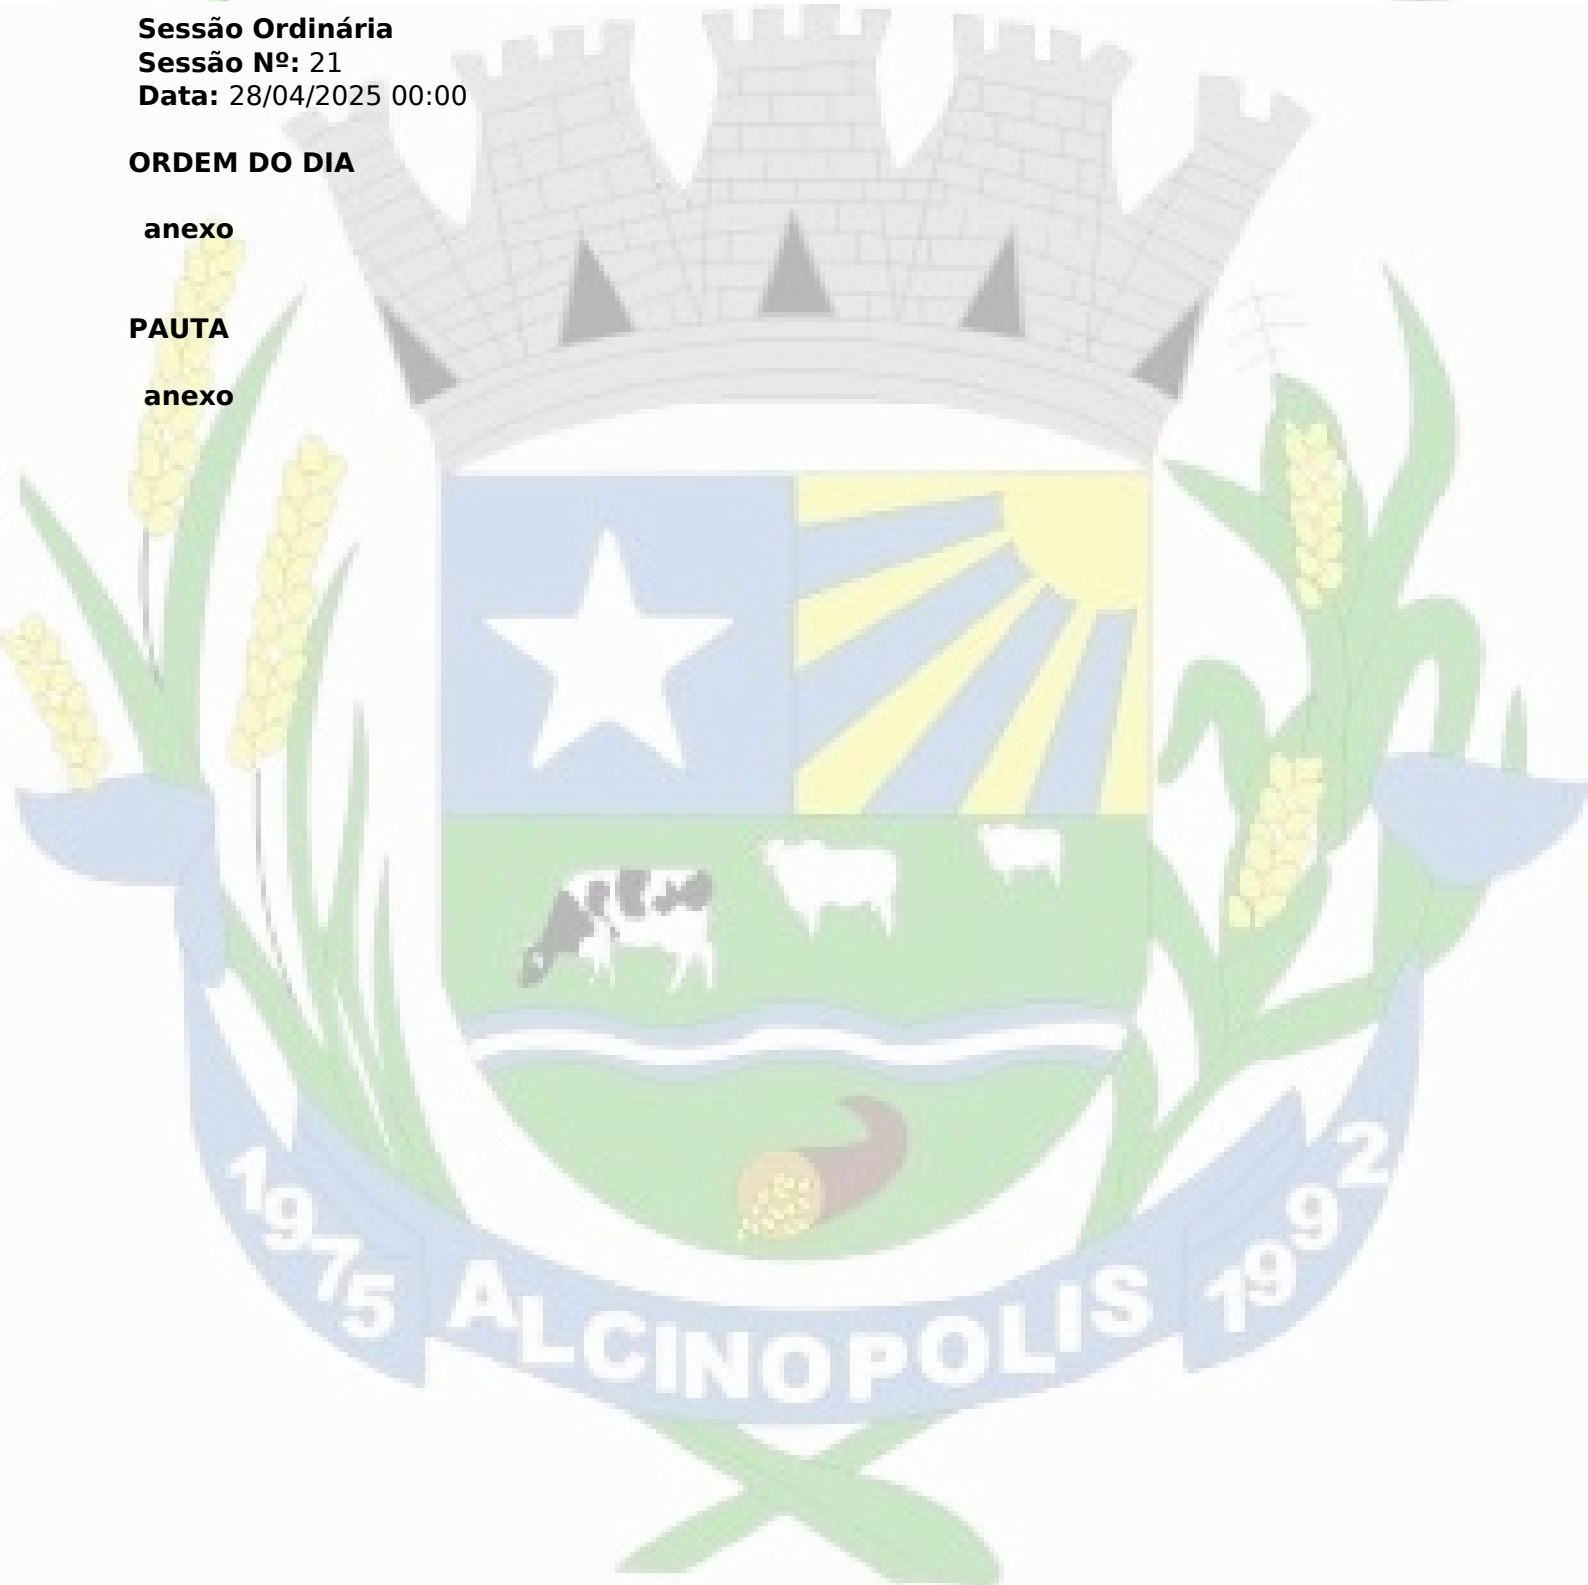 Sessão Ordinária
Sessão Nº: 21
Data: 28/04/2025 00:00
ORDEM DO DIA
anexo
PAUTA
anexo
1975 ALCINOPOLIS 1992